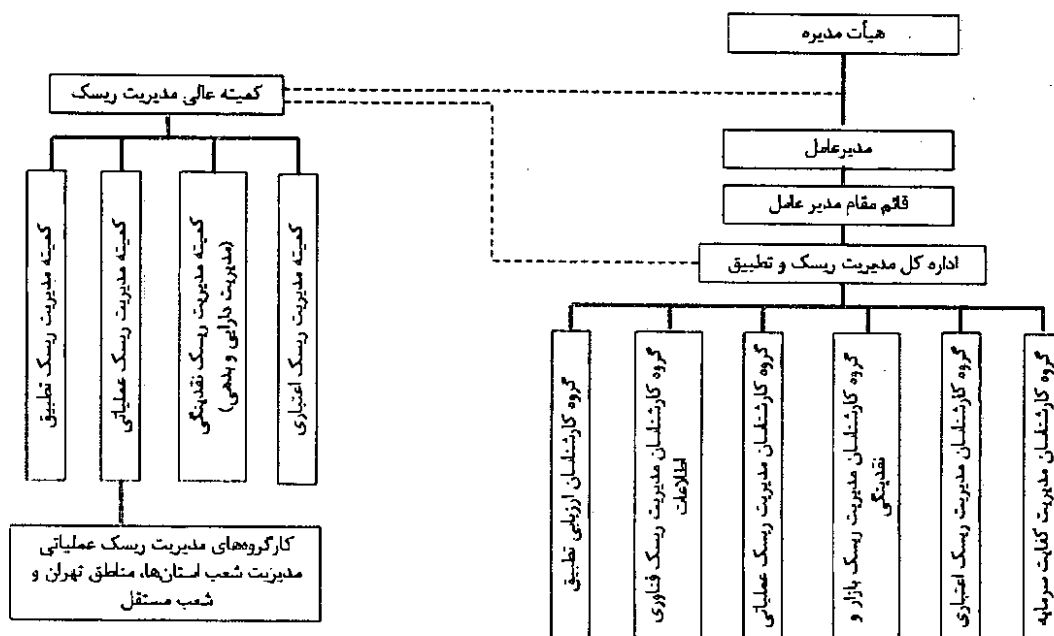 هیأت مدیره
کمیته عالی مدیریت ریسک
مدیرعامل
قائم مقام مدیر عامل
اداره کل مدیریت ریسک و تطبیق
کمیته مدیریت ریسک اعتباری
کمیته مدیریت ریسک نقدینگی
(مدیریت دارایی و بدهی)
کمیته مدیریت ریسک عملیاتی
کمیته مدیریت ریسک تطبیق
گروه کارشناسان مدیریت کفایت سرمایه
گروه کارشناسان مدیریت ریسک اعتباری
گروه کارشناسان مدیریت ریسک بازار و
نقدینگی
گروه کارشناسان مدیریت ریسک عملیاتی
گروه کارشناسان مدیریت ریسک فناوری
اطلاعات
گروه کارشناسان ارزیابی تطبیق
کارگروه‌های مدیریت ریسک عملیاتی
مدیریت شعب استان‌ها، مناطق تهران و
شعب مستقل